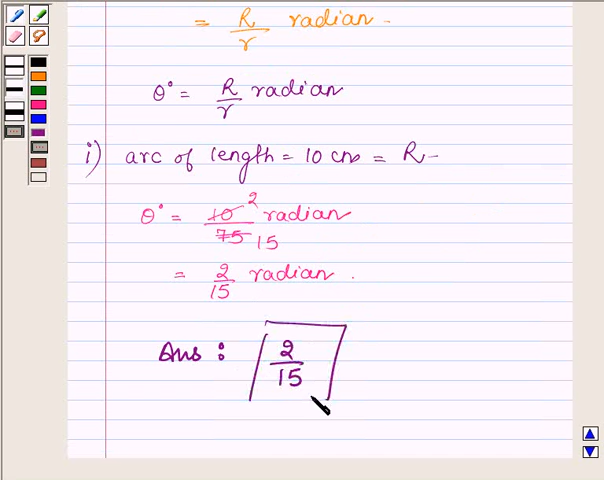 = R/r radian -
θ° = R/r radian
i) arc of length = 10 cm = R -
θ° = 10/75 2 15 radian
= 2/15 radian .
Ans : 2/15